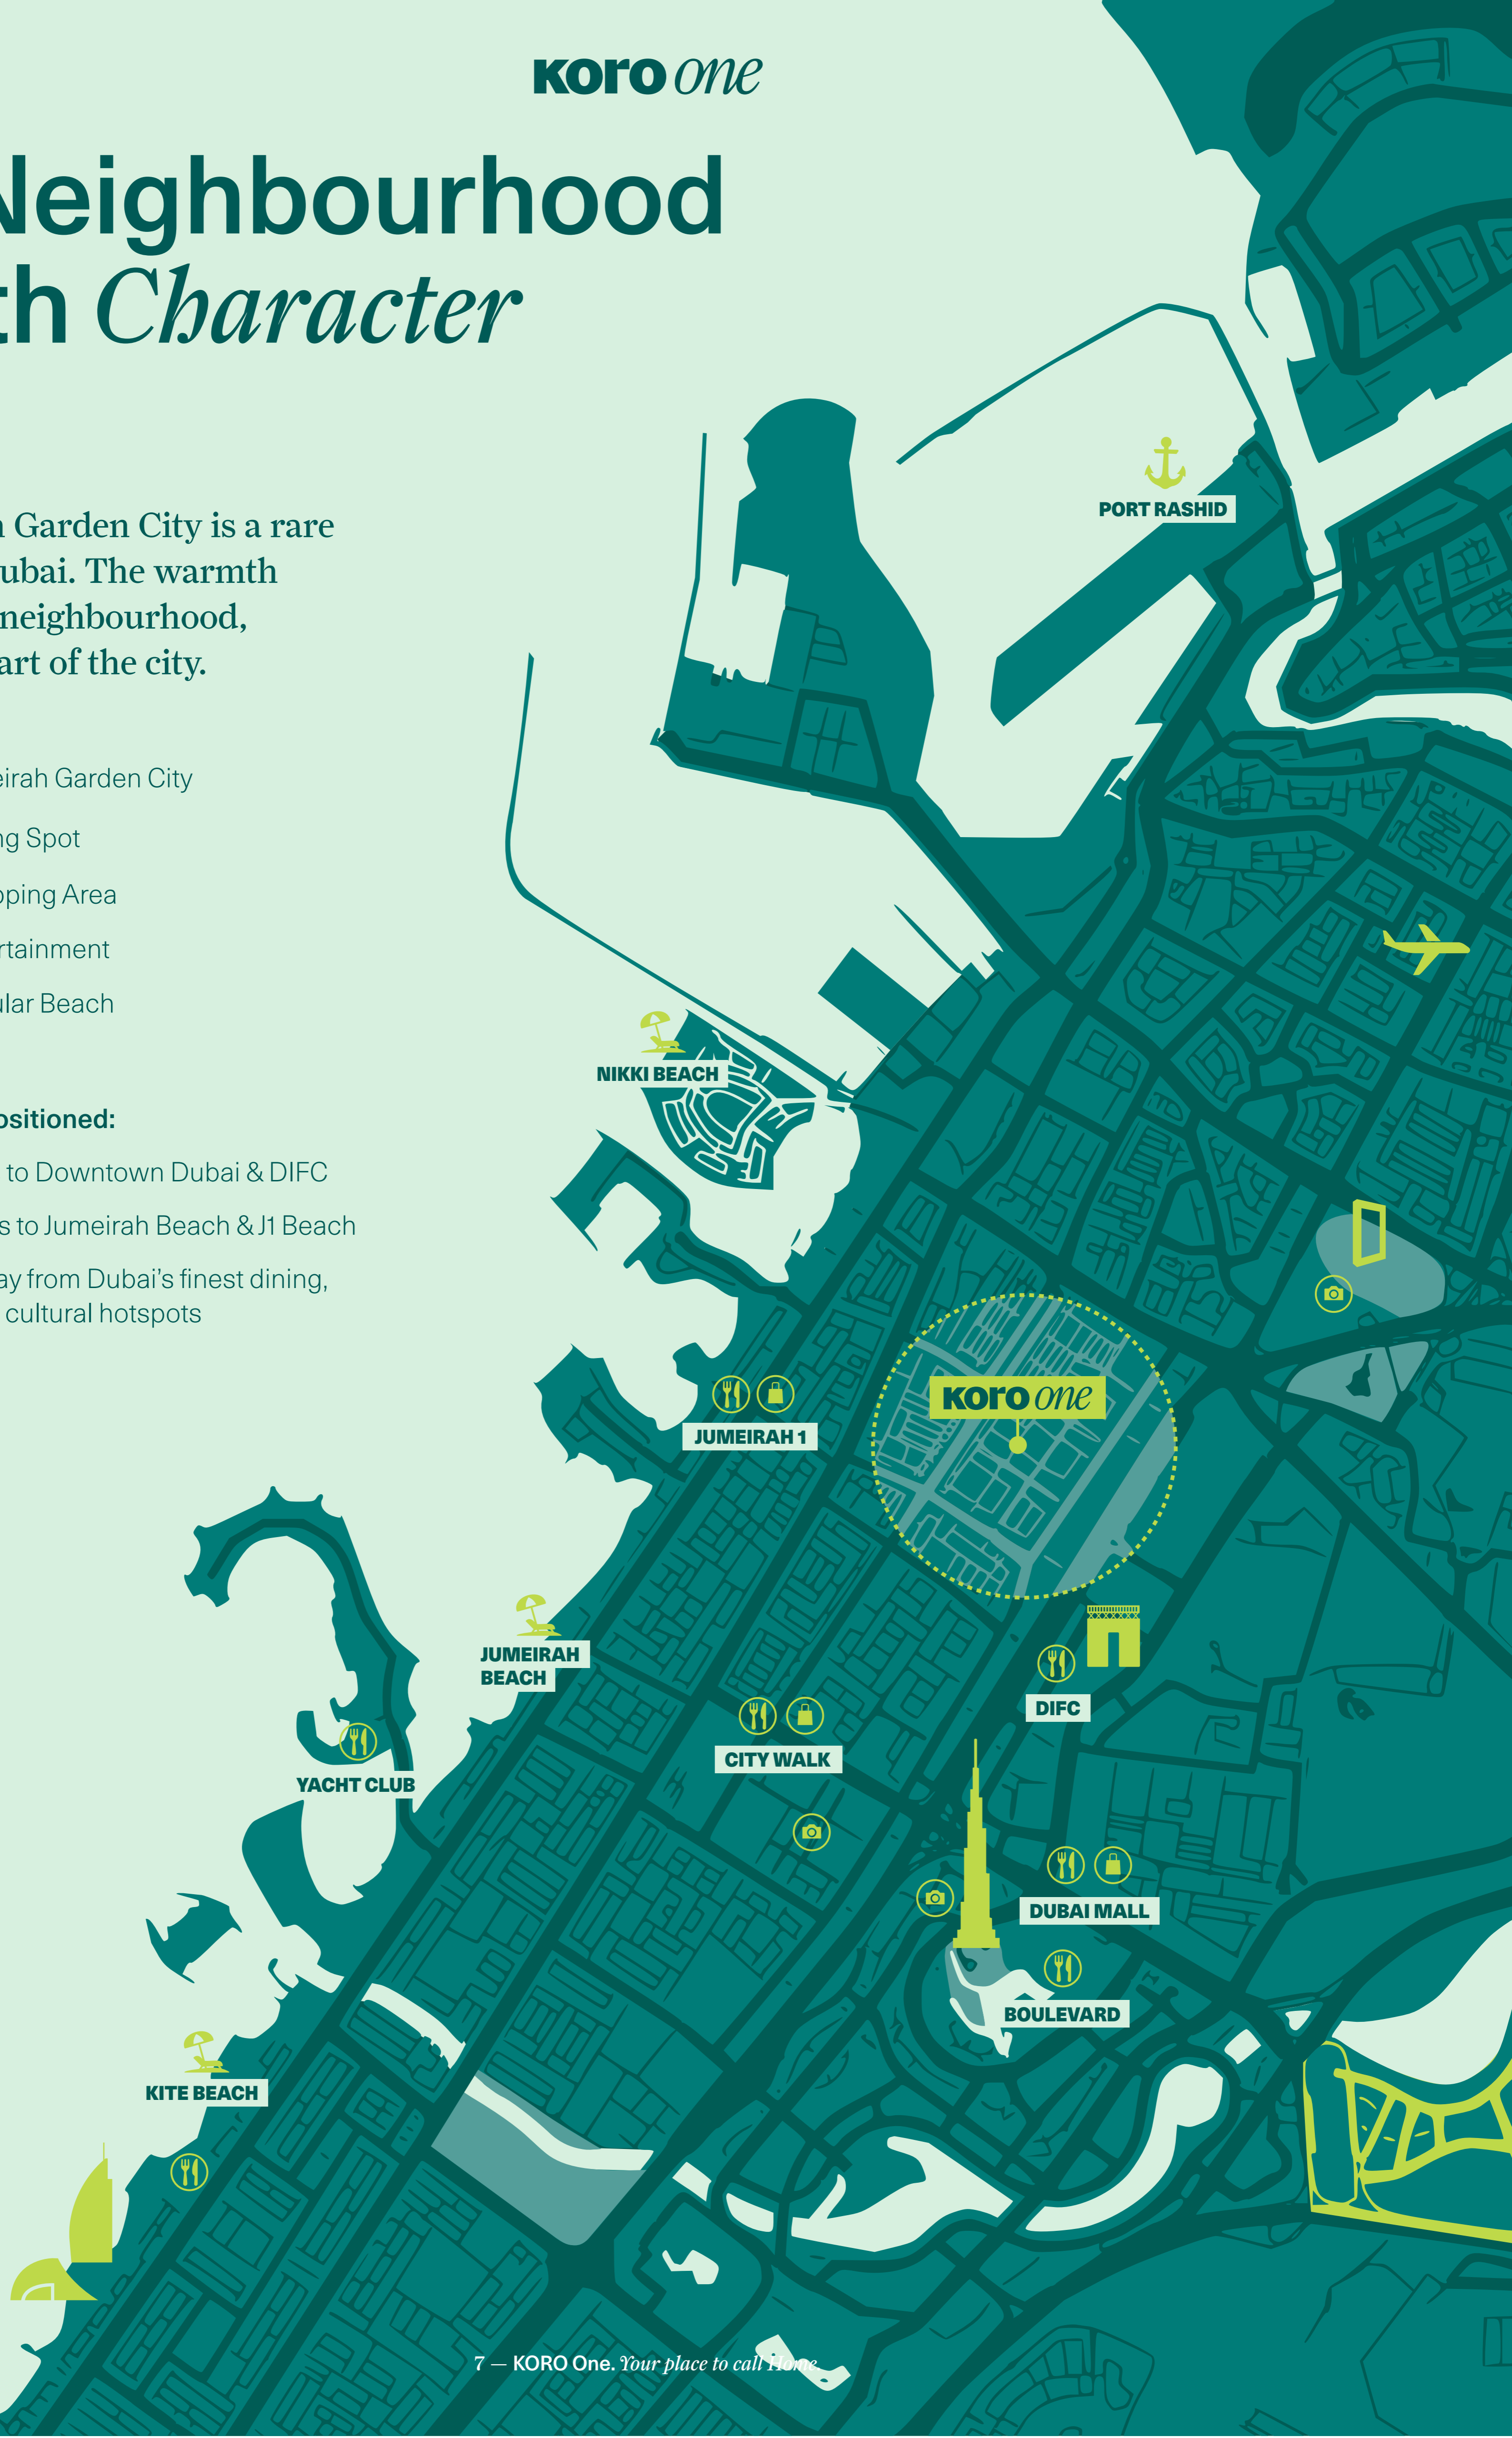 KORO one
Neighbourhood
th Character
Garden City is a rare
ubai. The warmth
neighbourhood,
art of the city.
eirah Garden City
ng Spot
pping Area
rtainment
ular Beach
ositioned:
to Downtown Dubai & DIFC
s to Jumeirah Beach & J1 Beach
ay from Dubai's finest dining,
cultural hotspots
PORT RASHID
NIKKI BEACH
KORO one
JUMEIRAH 1
JUMEIRAH
BEACH
DIFC
CITY WALK
YACHT CLUB
DUBAI MALL
BOULEVARD
KITE BEACH
7 — KORO One. Your place to call Home.